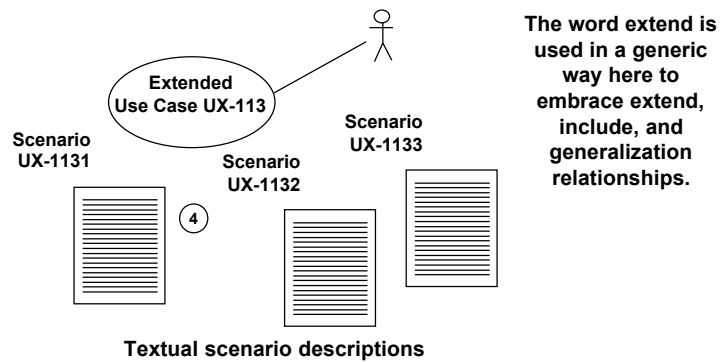 Extended
Use Case UX-113
The word extend is
used in a generic
way here to
embrace extend,
include, and
generalization
relationships.
Scenario
UX-1131
Scenario
UX-1132
Scenario
UX-1133
4
Textual scenario descriptions